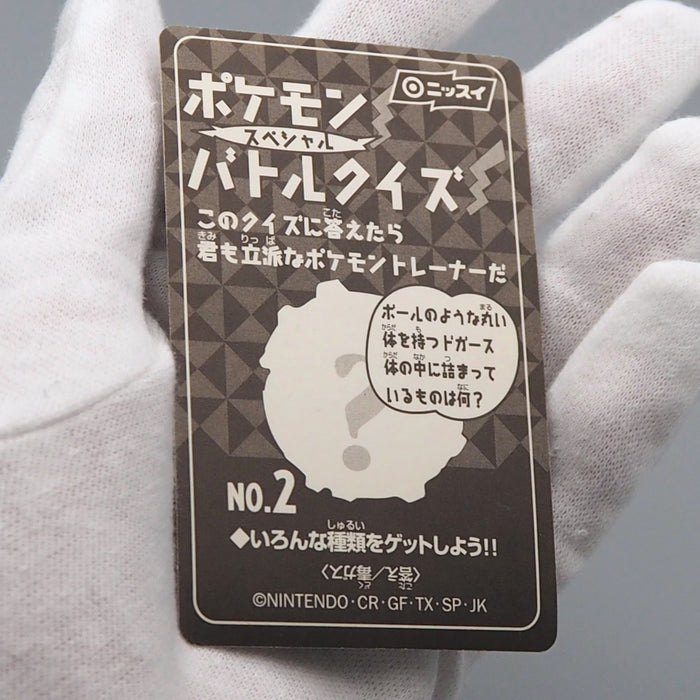 ニッスイ
ポケモン
スペシャル
バトルクイズ
このクイズに答えたら
君も立派なポケモントレーナーだ
ボールのような丸い
体を持つドガース
体の中に詰まって
いるものは何?
?
NO.2
◆いろんな種類をゲットしよう!!
〈答え/毒ガス〉
©NINTENDO・CR・GF・TX・SP・JK